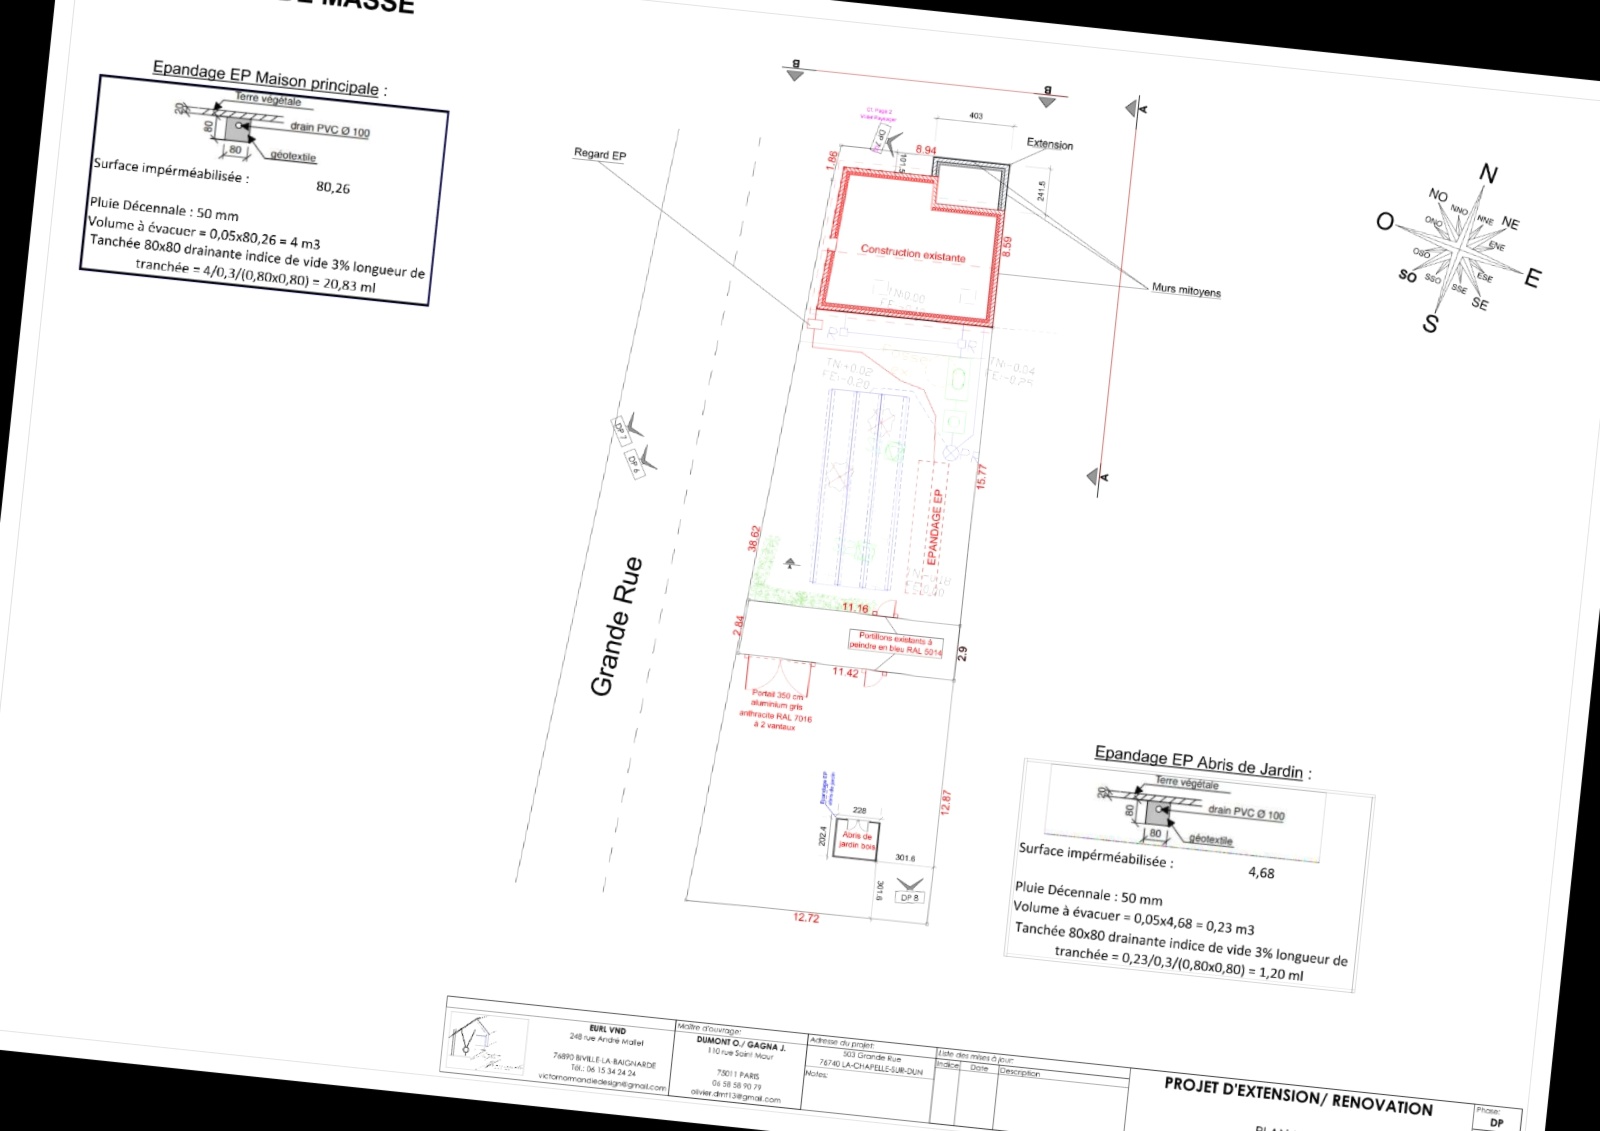 DE MASSE
Epandage EP Maison principale :
Terre végétale
20
80
drain PVC Ø 100
80
géotextile
Surface impérméabilisée :
80,26
Pluie Décennale : 50 mm
Volume à évacuer = 0,05x80,26 = 4 m3
Tanchée 80x80 drainante indice de vide 3% longueur de
tranchée = 4/0,3/(0,80x0,80) = 20,83 ml
B
B
A
A
403
Extension
Regard EP
1.86
8.94
101.5
241.5
8.59
Construction existante
Murs mitoyens
TN:0.00
R
R
TN:+0.02
FE:-0.20
TN:-0.04
DP 7
DP 6
15.77
EPANDAGE EP
38.62
Grande Rue
11.16
2.84
Portillons existants à
peindre en bleu RAL 5014
2.9
11.42
Portail 350 cm
aluminium gris
anthracite RAL 7016
à 2 vantaux
Epandage EP
abris de jardin
228
202.4
Abris de
jardin bois
12.87
301.6
301.6
DP 8
12.72
N
NNO
NNE
NO
NE
ONO
ENE
O
E
OSO
ESE
SO
SSO
SSE
SE
S
Epandage EP Abris de Jardin :
Terre végétale
20
80
drain PVC Ø 100
80
géotextile
Surface impérméabilisée :
4,68
Pluie Décennale : 50 mm
Volume à évacuer = 0,05x4,68 = 0,23 m3
Tanchée 80x80 drainante indice de vide 3% longueur de
tranchée = 0,23/0,3/(0,80x0,80) = 1,20 ml
EURL VND
248 rue André Mallet
76890 BIVILLE-LA-BAIGNARDE
Tél.: 06 15 34 24 24
victornormandiedesign@gmail.com
Maître d'ouvrage:
DUMONT O./ GAGNA J.
110 rue Saint Maur
75011 PARIS
06 58 58 90 79
olivier.dmt13@gmail.com
Adresse du projet:
503 Grande Rue
76740 LA-CHAPELLE-SUR-DUN
Notes:
Liste des mises à jour:
Indice
Date
Description
PROJET D'EXTENSION/ RENOVATION
Phase:
DP